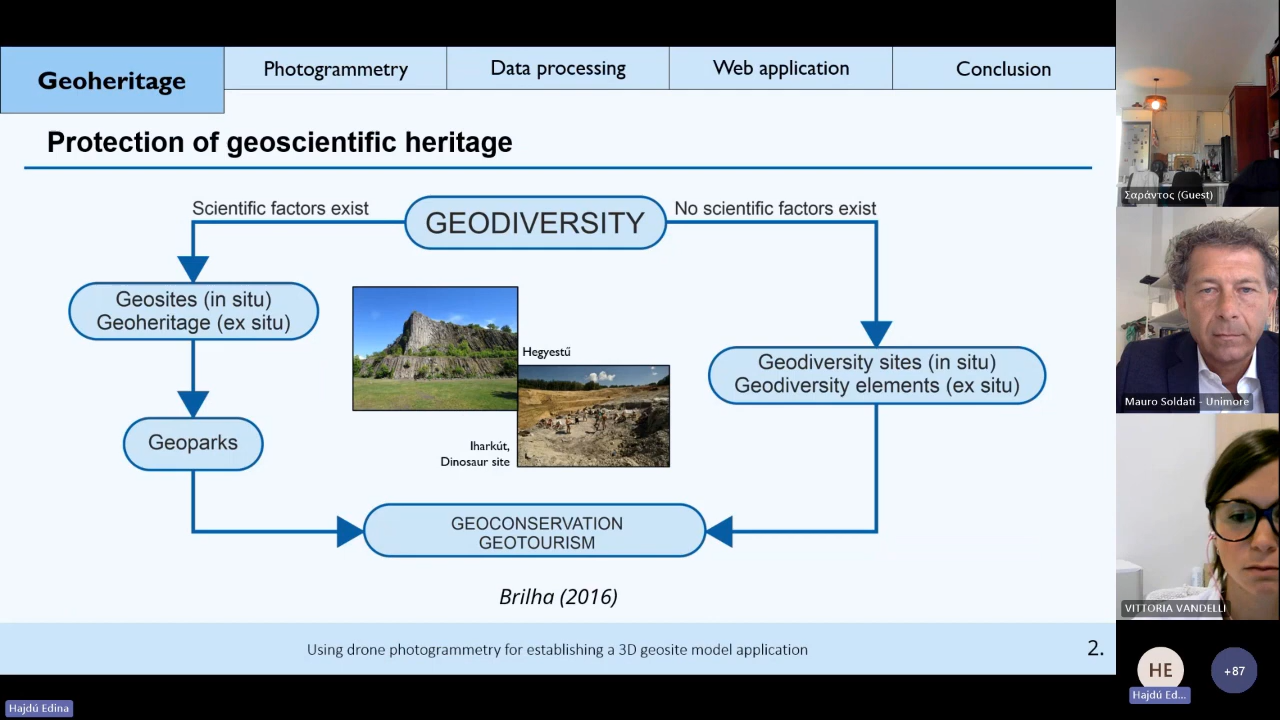 Geoheritage
Photogrammetry
Data processing
Web application
Conclusion
Protection of geoscientific heritage
Scientific factors exist
GEODIVERSITY
No scientific factors exist
Geosites (in situ)
Geoheritage (ex situ)
Hegyestű
Geodiversity sites (in situ)
Geodiversity elements (ex situ)
Geoparks
Iharkút,
Dinosaur site
GEOCONSERVATION
GEOTOURISM
Brilha (2016)
Using drone photogrammetry for establishing a 3D geosite model application
2.
Hajdú Edina
Σαράντος (Guest)
Mauro Soldati - Unimore
VITTORIA VANDELLI
HE
Hajdú Ed...
+87